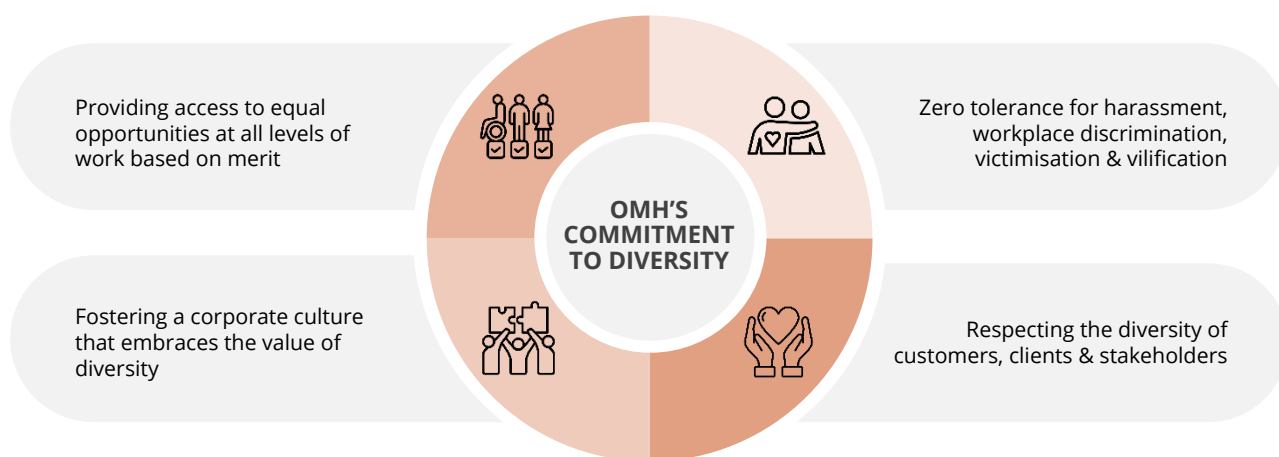 Providing access to equal
opportunities at all levels of
work based on merit
Zero tolerance for harassment,
workplace discrimination,
victimisation & vilification
OMH’S
COMMITMENT
TO DIVERSITY
Fostering a corporate culture
that embraces the value of
diversity
Respecting the diversity of
customers, clients & stakeholders